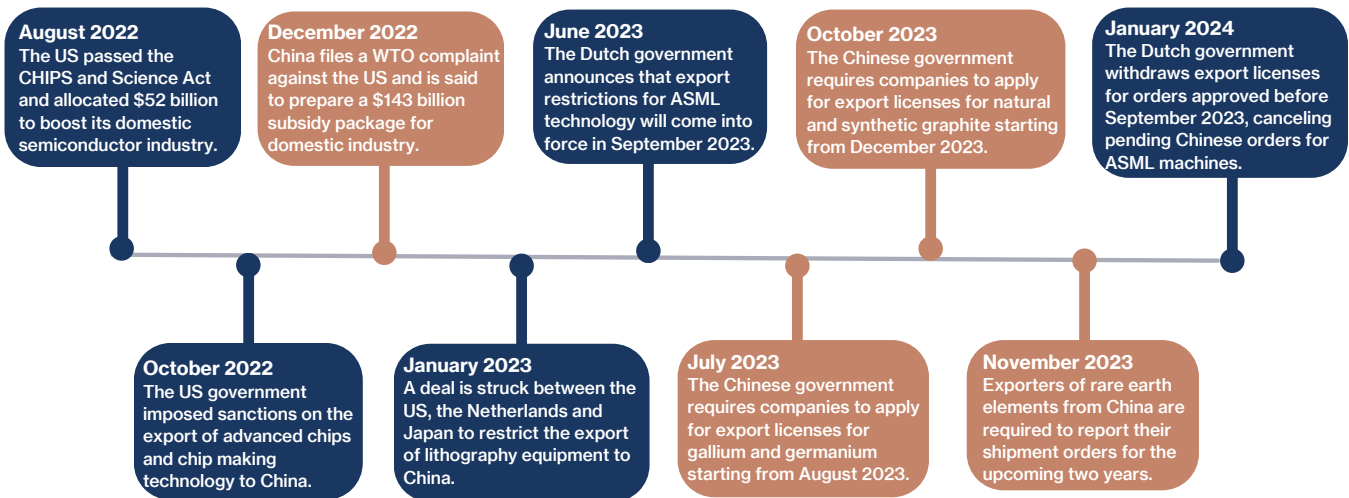 August 2022
The US passed the
CHIPS and Science Act
and allocated $52 billion
to boost its domestic
semiconductor industry.
October 2022
The US government
imposed sanctions on the
export of advanced chips
and chip making
technology to China.
December 2022
China files a WTO complaint
against the US and is said
to prepare a $143 billion
subsidy package for
domestic industry.
January 2023
A deal is struck between the
US, the Netherlands and
Japan to restrict the export
of lithography equipment to
China.
June 2023
The Dutch government
announces that export
restrictions for ASML
technology will come into
force in September 2023.
July 2023
The Chinese government
requires companies to apply
for export licenses for
gallium and germanium
starting from August 2023.
October 2023
The Chinese government
requires companies to apply
for export licenses for natural
and synthetic graphite starting
from December 2023.
November 2023
Exporters of rare earth
elements from China are
required to report their
shipment orders for the
upcoming two years.
January 2024
The Dutch government
withdraws export licenses
for orders approved before
September 2023, canceling
pending Chinese orders for
ASML machines.